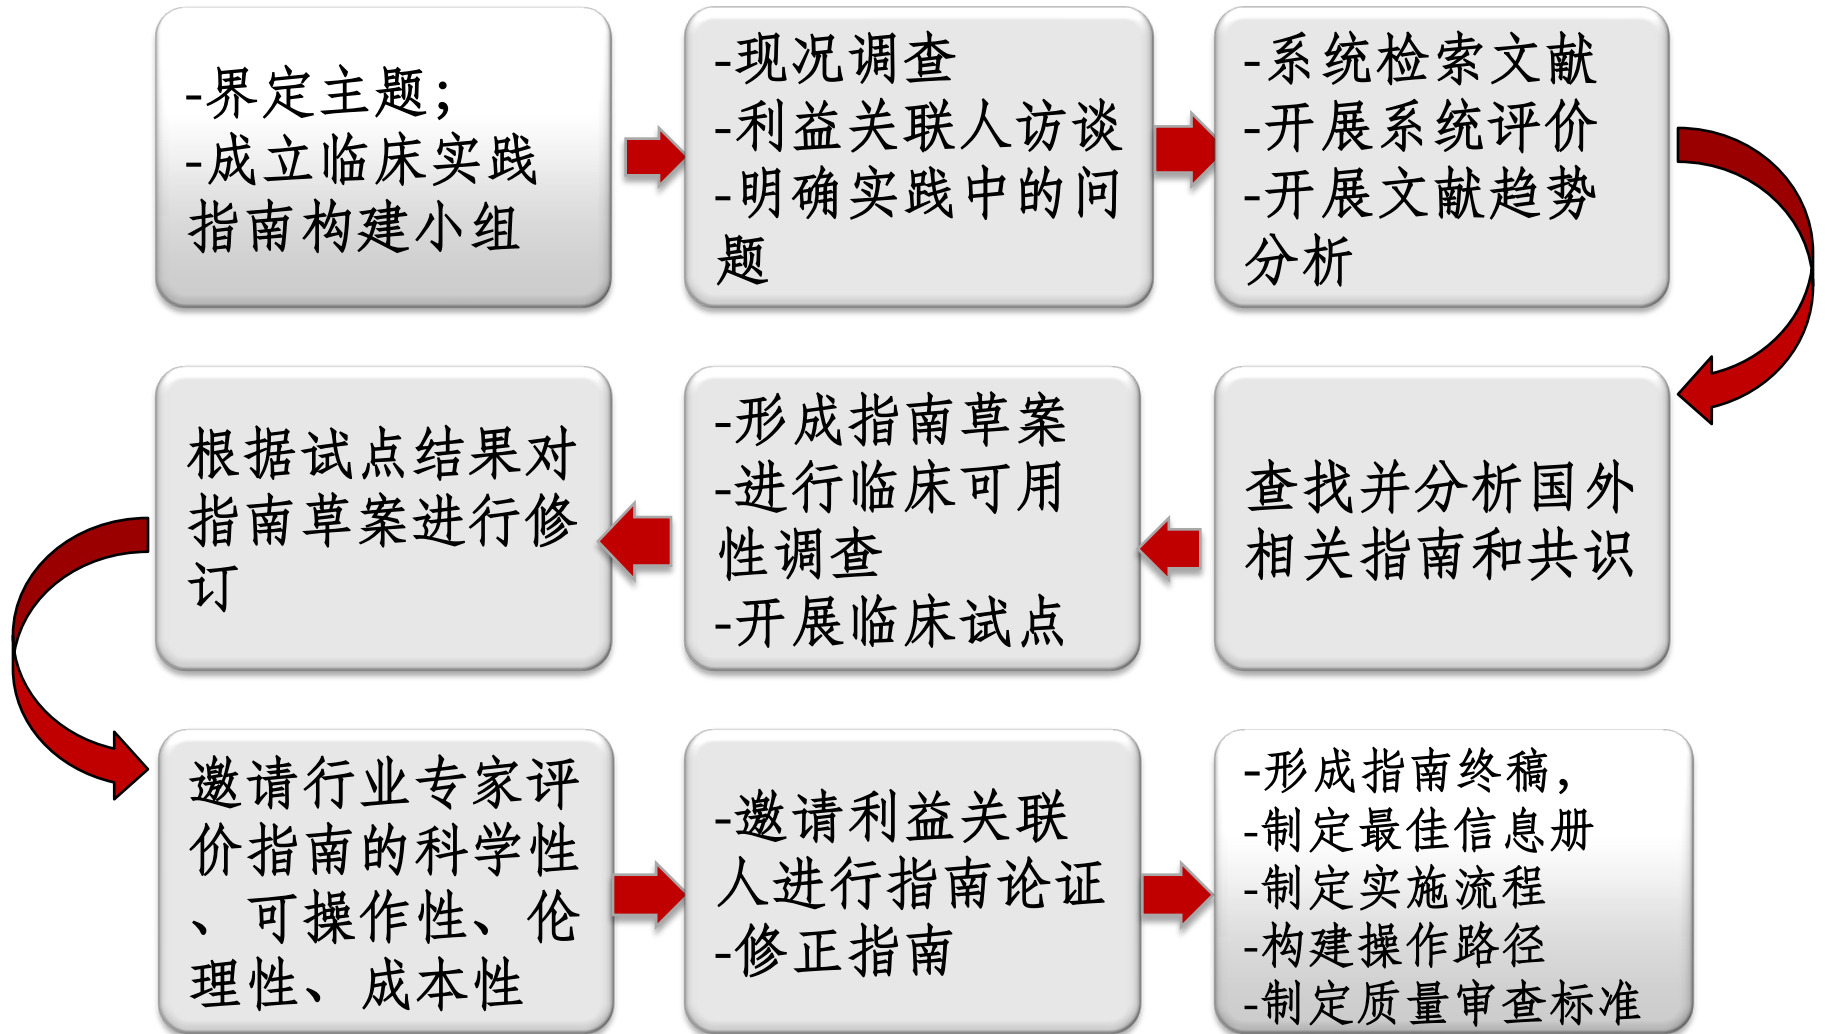 -界定主题；
-成立临床实践
指南构建小组
-现况调查
-利益关联人访谈
-明确实践中的问
题
-系统检索文献
-开展系统评价
-开展文献趋势
分析
查找并分析国外
相关指南和共识
-形成指南草案
-进行临床可用
性调查
-开展临床试点
根据试点结果对
指南草案进行修
订
邀请行业专家评
价指南的科学性
、可操作性、伦
理性、成本性
-邀请利益关联
人进行指南论证
-修正指南
-形成指南终稿，
-制定最佳信息册
-制定实施流程
-构建操作路径
-制定质量审查标准